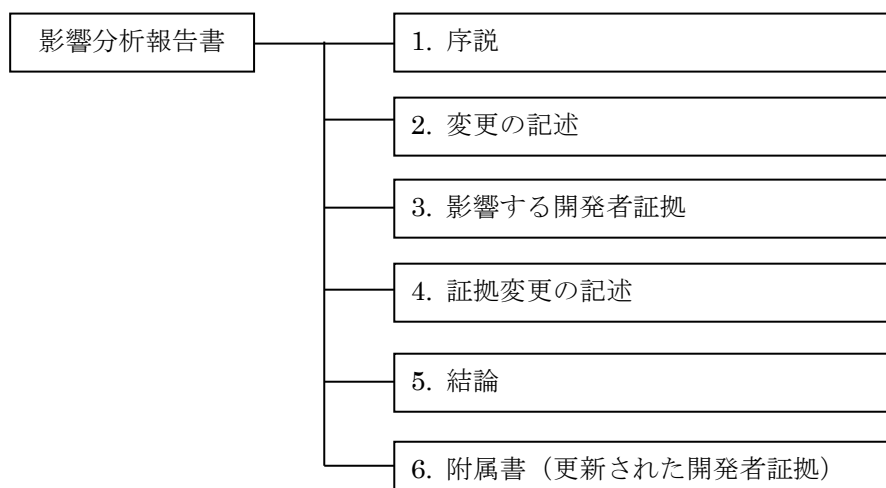 影響分析報告書
1. 序説
2. 変更の記述
3. 影響する開発者証拠
4. 証拠変更の記述
5. 結論
6. 附属書（更新された開発者証拠）